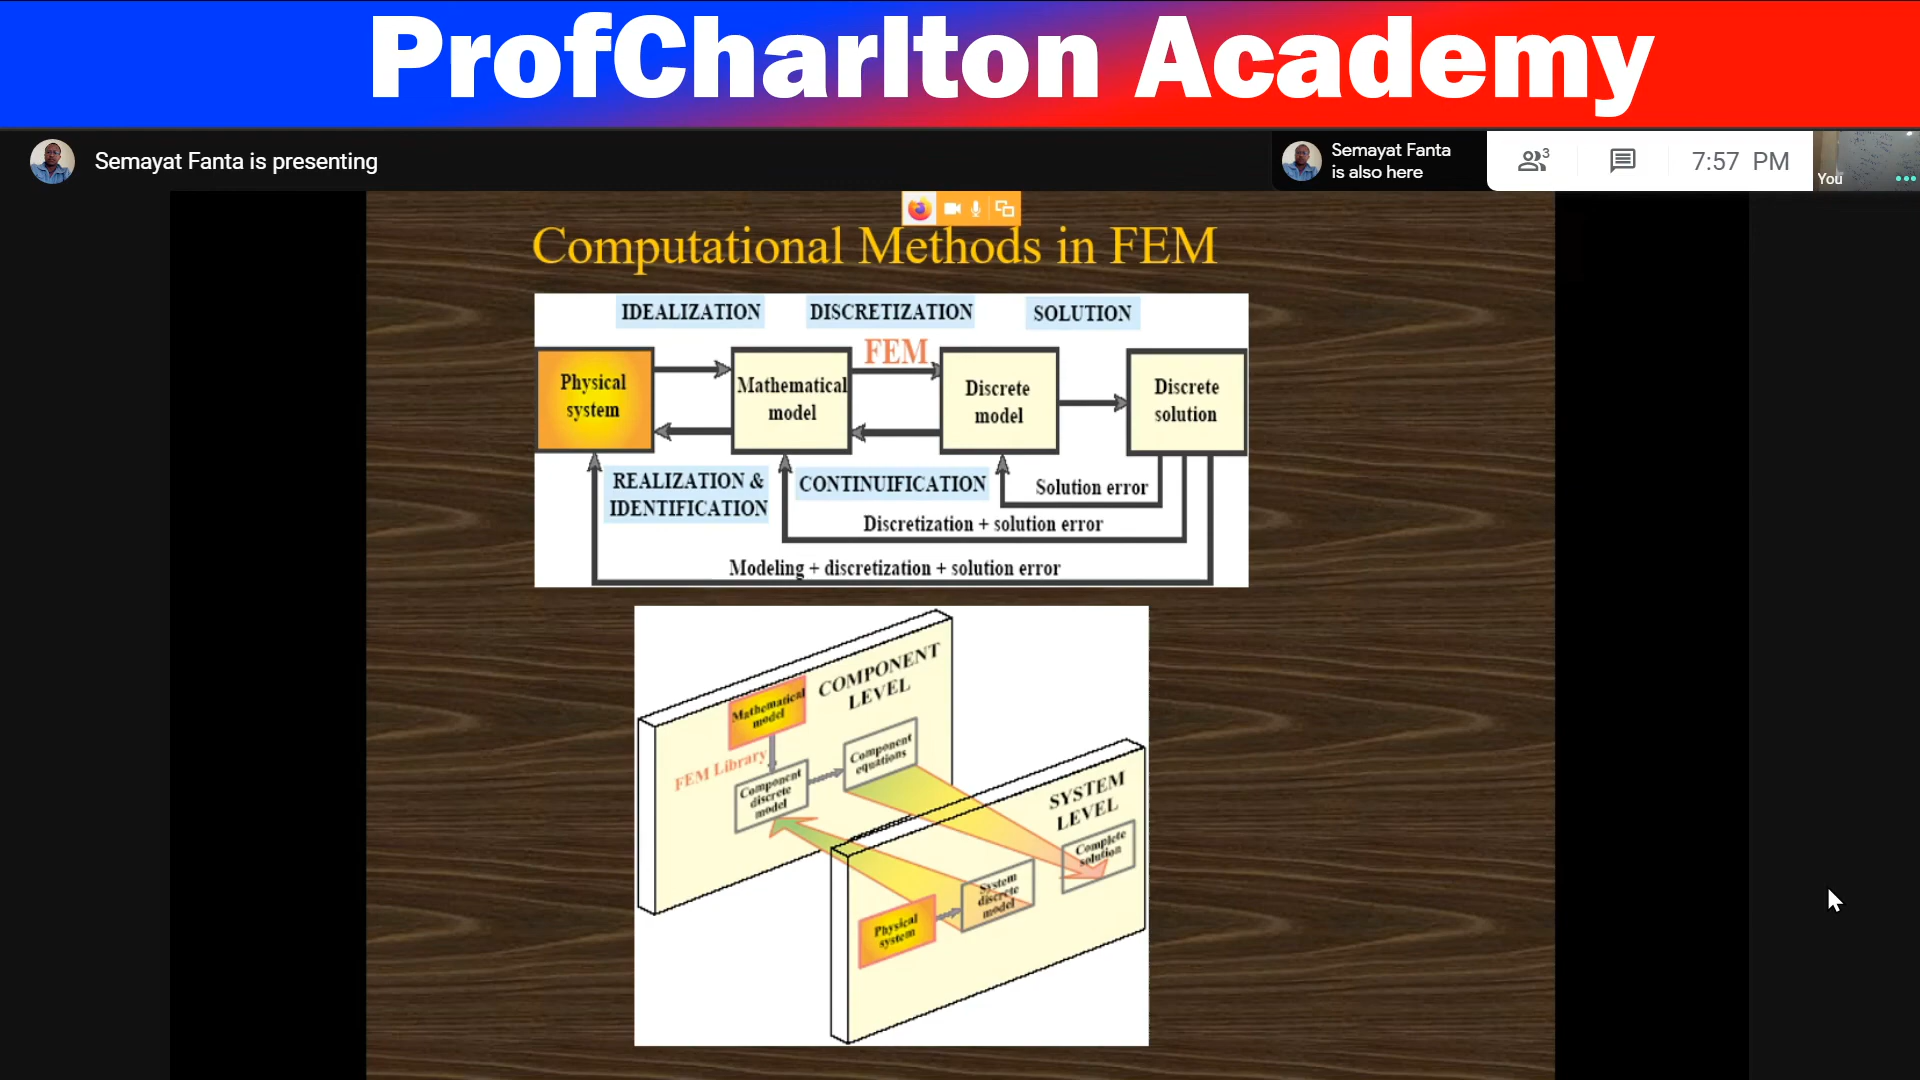 ProfCharlton Academy
Semayat Fanta is presenting
Semayat Fanta
is also here
3
7:57 PM
You
Computational Methods in FEM
IDEALIZATION
DISCRETIZATION
SOLUTION
FEM
Physical
system
Mathematical
model
Discrete
model
Discrete
solution
REALIZATION &
IDENTIFICATION
CONTINUIFICATION
Solution error
Discretization + solution error
Modeling + discretization + solution error
COMPONENT
LEVEL
Mathematical
model
FEM Library
Component
discrete
model
Component
equations
SYSTEM
LEVEL
Complete
solution
System
discrete
model
Physical
system